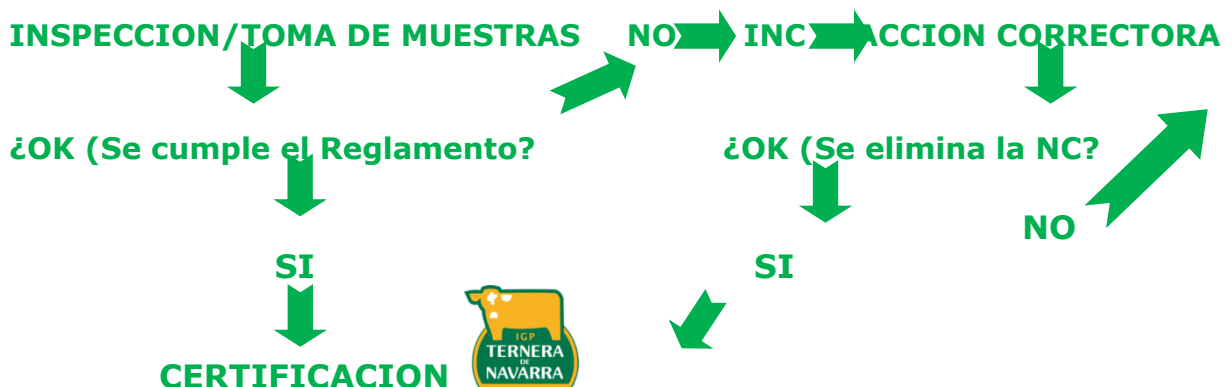 INSPECCION/TOMA DE MUESTRAS NO INC ACCION CORRECTORA
¿OK (Se cumple el Reglamento? ¿OK (Se elimina la NC?
NO
SI SI
IGP
TERNERA
DE
NAVARRA
CERTIFICACION